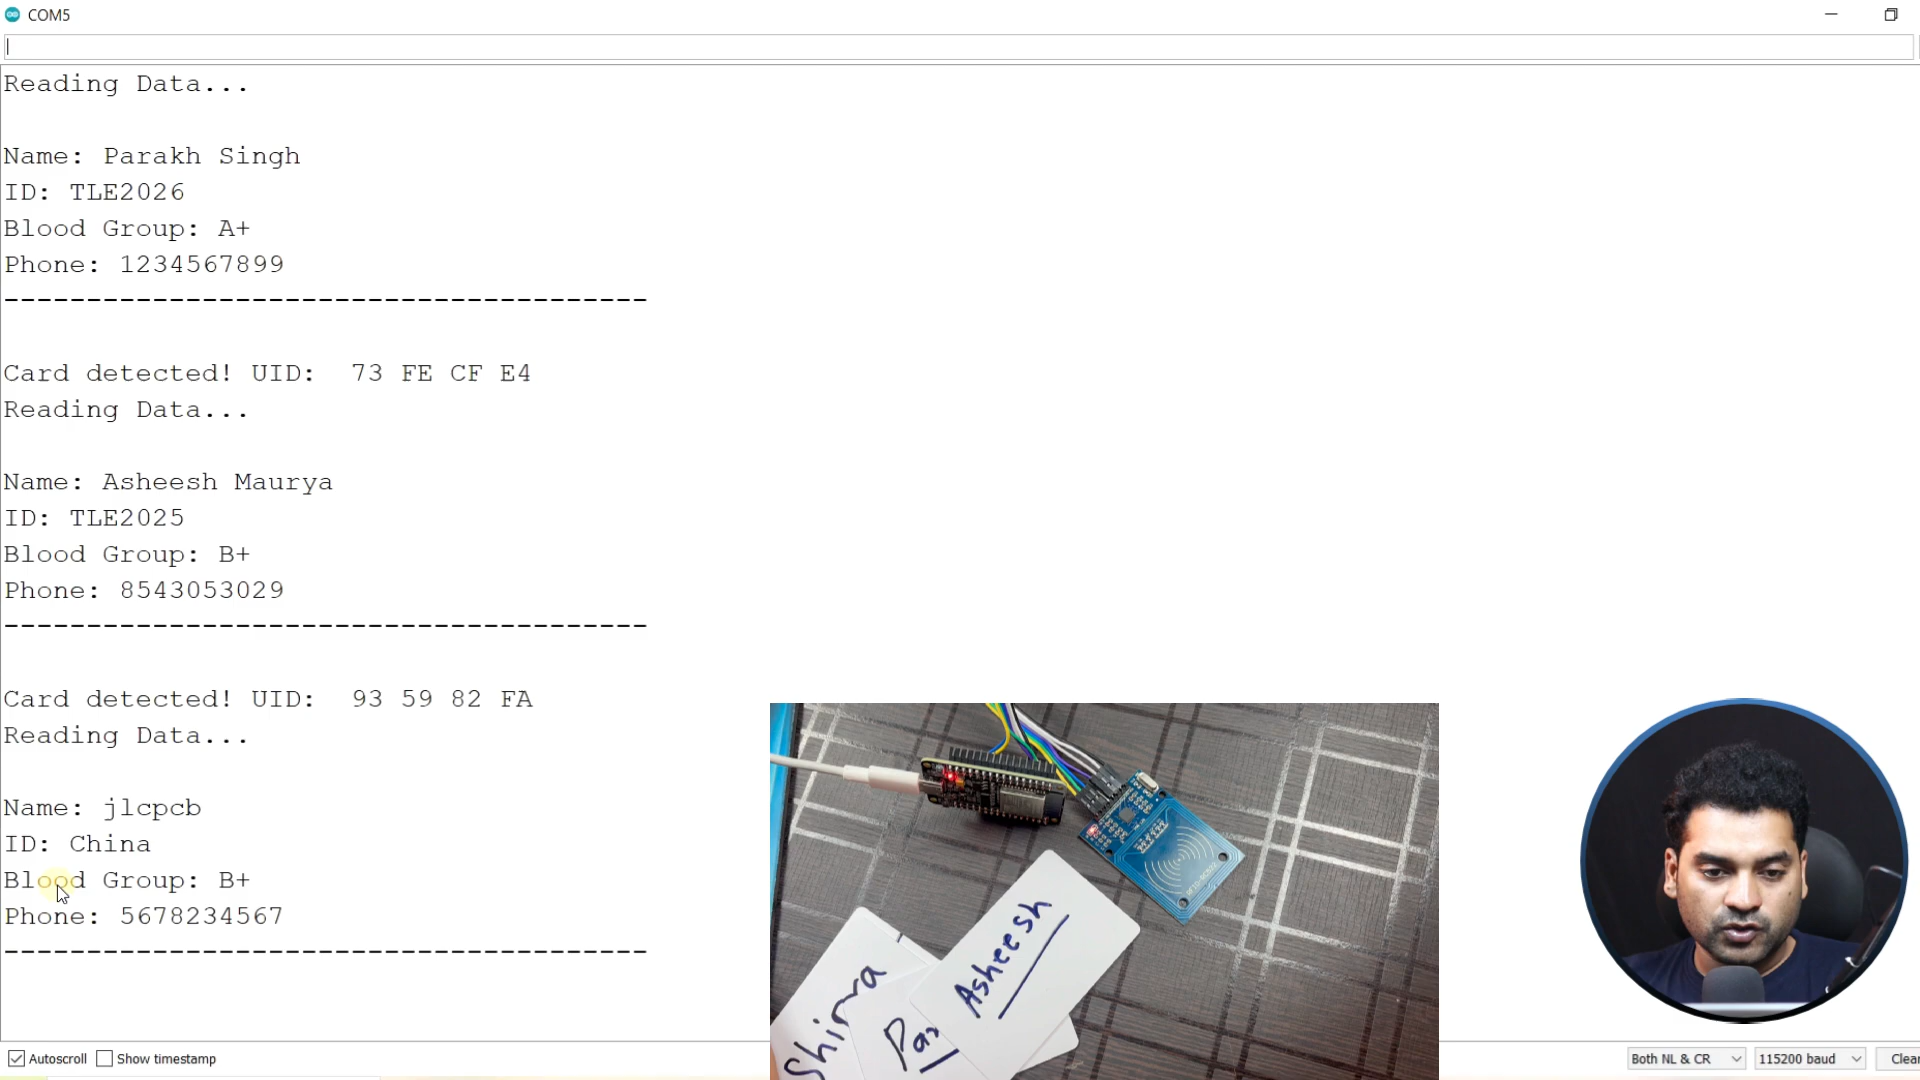 COM5
Reading Data...
Name: Parakh Singh
ID: TLE2026
Blood Group: A+
Phone: 1234567899
---------------------------------------
Card detected! UID:  73 FE CF E4
Reading Data...
Name: Asheesh Maurya
ID: TLE2025
Blood Group: B+
Phone: 8543053029
---------------------------------------
Card detected! UID:  93 59 82 FA
Reading Data...
Name: jlcpcb
ID: China
Blood Group: B+
Phone: 5678234567
---------------------------------------
Asheesh
Autoscroll Show timestamp
Both NL & CR 115200 baud Clear